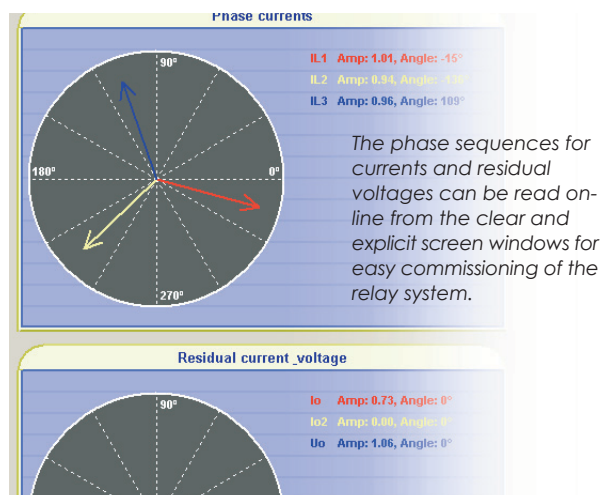 Phase currents
90°
180°
0°
270°
IL1 Amp: 1.01, Angle: -15°
IL2 Amp: 0.94, Angle:
IL3 Amp: 0.96, Angle: 109°
The phase sequences for
currents and residual
voltages can be read on-
line from the clear and
explicit screen windows for
easy commissioning of the
relay system.
Residual current_voltage
90°
Io Amp: 0.73, Angle: 0°
Io2 Amp: 0.00, Angle: 0°
Uo Amp: 1.06, Angle: 0°